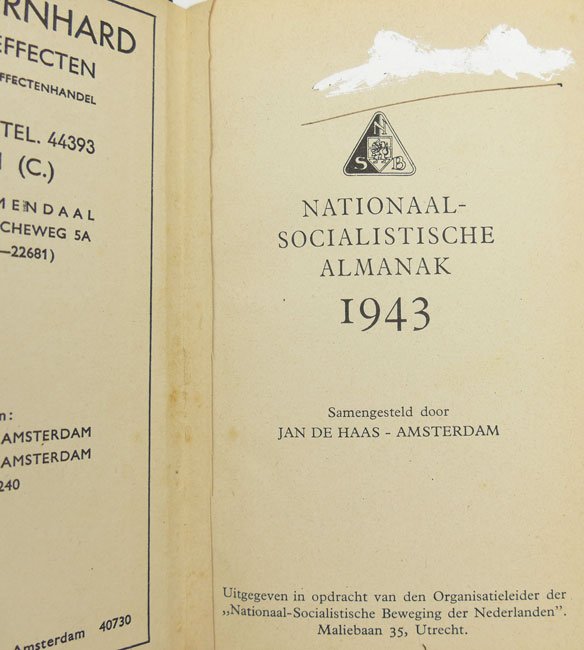 RNHARD
EFFECTEN
FFECTENHANDEL
TEL. 44393
(C.)
MENDAAL
CHEWEG 5A
—22681)
n:
AMSTERDAM
AMSTERDAM
240
Amsterdam 40730
N
S B
NATIONAAL-
SOCIALISTISCHE
ALMANAK
1943
Samengesteld door
JAN DE HAAS - AMSTERDAM
Uitgegeven in opdracht van den Organisatieleider der
„Nationaal-Socialistische Beweging der Nederlanden”.
Maliebaan 35, Utrecht.